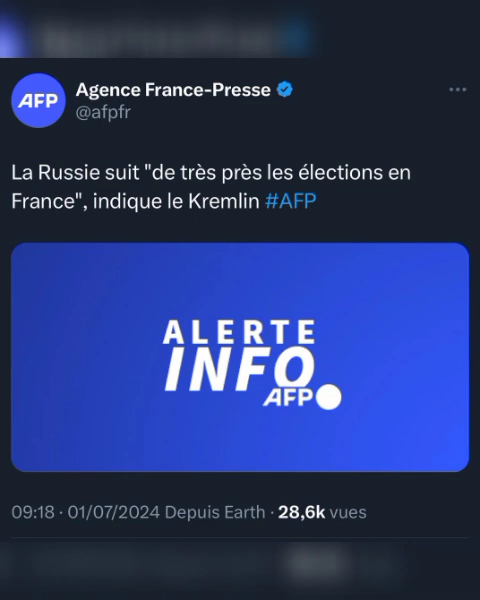 AFP
Agence France-Presse
@afpfr
La Russie suit "de très près les élections en
France", indique le Kremlin #AFP
ALERTE
INFO
AFP
09:18 · 01/07/2024 Depuis Earth · 28,6k vues